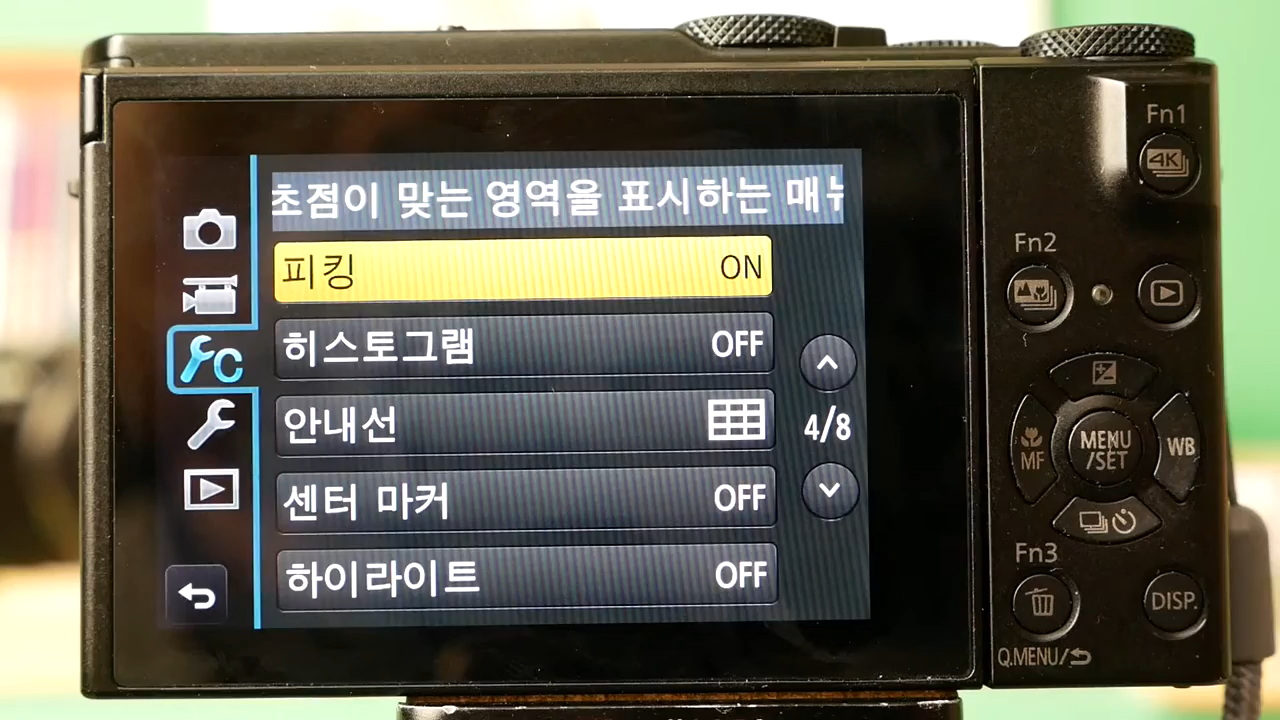 초점이 맞는 영역을 표시하는
피킹 ON
히스토그램 OFF
안내선
센터 마커 OFF
하이라이트 OFF
C
4/8
Fn1
4K
Fn2
MENU
/SET
MF
WB
Fn3
DISP.
Q.MENU/